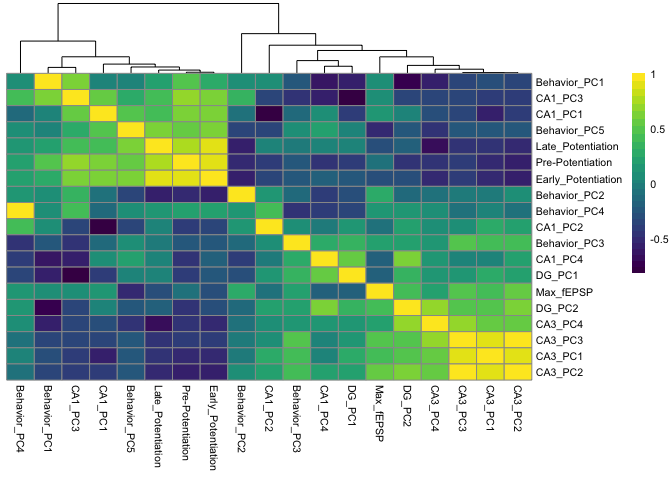 Behavior_PC1
CA1_PC3
CA1_PC1
Behavior_PC5
Late_Potentiation
Pre-Potentiation
Early_Potentiation
Behavior_PC2
Behavior_PC4
CA1_PC2
Behavior_PC3
CA1_PC4
DG_PC1
Max_fEPSP
DG_PC2
CA3_PC4
CA3_PC3
CA3_PC1
CA3_PC2
1
0.5
0
-0.5
Behavior_PC4
Behavior_PC1
CA1_PC3
CA1_PC1
Behavior_PC5
Late_Potentiation
Pre-Potentiation
Early_Potentiation
Behavior_PC2
CA1_PC2
Behavior_PC3
CA1_PC4
DG_PC1
Max_fEPSP
DG_PC2
CA3_PC4
CA3_PC3
CA3_PC1
CA3_PC2